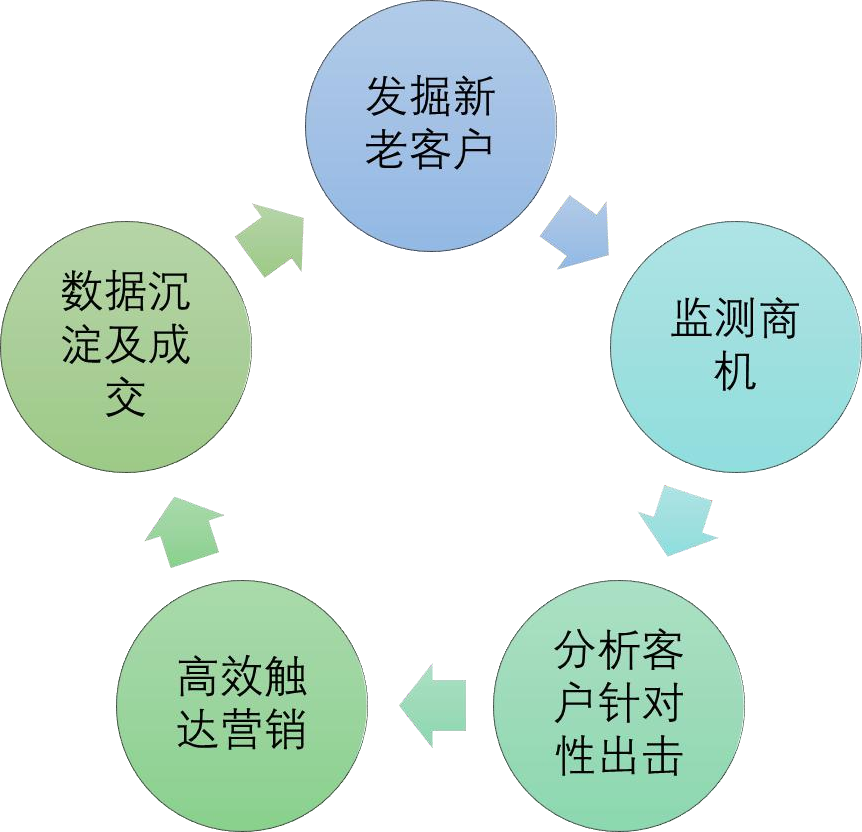 发掘新
老客户
监测商
机
分析客
户针对
性出击
高效触
达营销
数据沉
淀及成
交